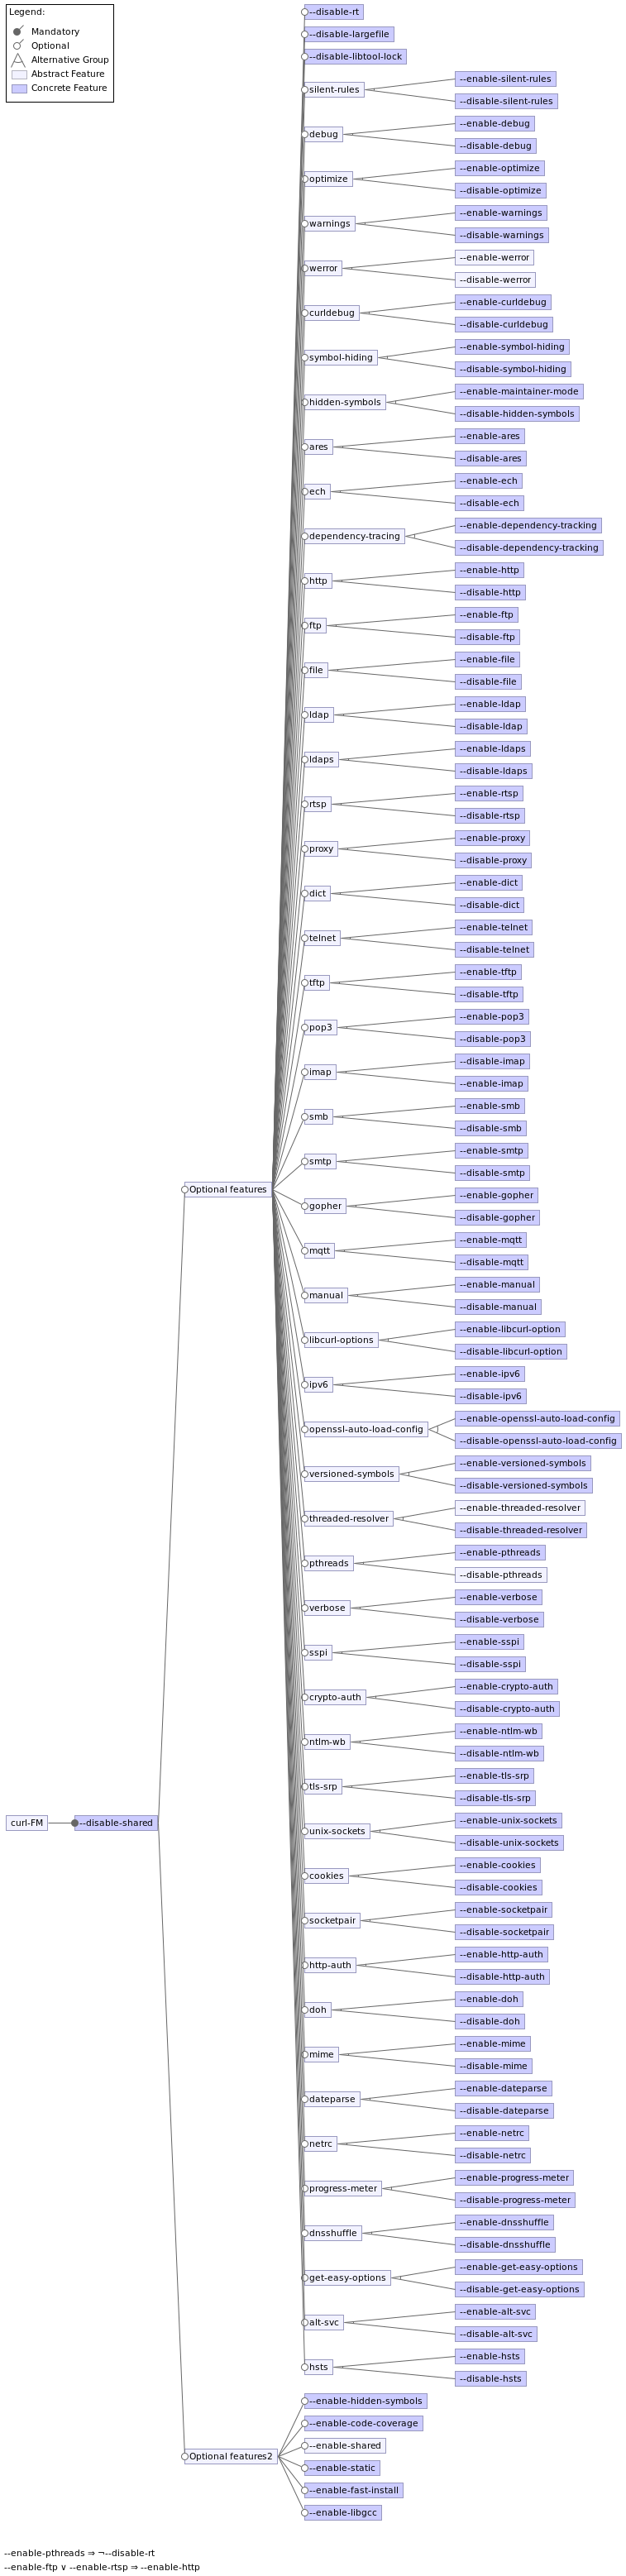 Legend:
Mandatory
Optional
Alternative Group
Abstract Feature
Concrete Feature
--disable-rt
--disable-largefile
--disable-libtool-lock
silent-rules
--enable-silent-rules
--disable-silent-rules
debug
--enable-debug
--disable-debug
optimize
--enable-optimize
--disable-optimize
warnings
--enable-warnings
--disable-warnings
werror
--enable-werror
--disable-werror
curldebug
--enable-curldebug
--disable-curldebug
symbol-hiding
--enable-symbol-hiding
--disable-symbol-hiding
hidden-symbols
--enable-maintainer-mode
--disable-hidden-symbols
ares
--enable-ares
--disable-ares
ech
--enable-ech
--disable-ech
dependency-tracing
--enable-dependency-tracking
--disable-dependency-tracking
http
--enable-http
--disable-http
ftp
--enable-ftp
--disable-ftp
file
--enable-file
--disable-file
ldap
--enable-ldap
--disable-ldap
ldaps
--enable-ldaps
--disable-ldaps
rtsp
--enable-rtsp
--disable-rtsp
proxy
--enable-proxy
--disable-proxy
dict
--enable-dict
--disable-dict
telnet
--enable-telnet
--disable-telnet
tftp
--enable-tftp
--disable-tftp
pop3
--enable-pop3
--disable-pop3
imap
--disable-imap
--enable-imap
smb
--enable-smb
--disable-smb
smtp
--enable-smtp
--disable-smtp
Optional features
gopher
--enable-gopher
--disable-gopher
mqtt
--enable-mqtt
--disable-mqtt
manual
--enable-manual
--disable-manual
libcurl-options
--enable-libcurl-option
--disable-libcurl-option
ipv6
--enable-ipv6
--disable-ipv6
openssl-auto-load-config
--enable-openssl-auto-load-config
--disable-openssl-auto-load-config
versioned-symbols
--enable-versioned-symbols
--disable-versioned-symbols
threaded-resolver
--enable-threaded-resolver
--disable-threaded-resolver
pthreads
--enable-pthreads
--disable-pthreads
verbose
--enable-verbose
--disable-verbose
sspi
--enable-sspi
--disable-sspi
crypto-auth
--enable-crypto-auth
--disable-crypto-auth
ntlm-wb
--enable-ntlm-wb
--disable-ntlm-wb
tls-srp
--enable-tls-srp
--disable-tls-srp
curl-FM
--disable-shared
unix-sockets
--enable-unix-sockets
--disable-unix-sockets
cookies
--enable-cookies
--disable-cookies
socketpair
--enable-socketpair
--disable-socketpair
http-auth
--enable-http-auth
--disable-http-auth
doh
--enable-doh
--disable-doh
mime
--enable-mime
--disable-mime
dateparse
--enable-dateparse
--disable-dateparse
netrc
--enable-netrc
--disable-netrc
progress-meter
--enable-progress-meter
--disable-progress-meter
dnsshuffle
--enable-dnsshuffle
--disable-dnsshuffle
get-easy-options
--enable-get-easy-options
--disable-get-easy-options
alt-svc
--enable-alt-svc
--disable-alt-svc
hsts
--enable-hsts
--disable-hsts
Optional features2
--enable-hidden-symbols
--enable-code-coverage
--enable-shared
--enable-static
--enable-fast-install
--enable-libgcc
--enable-pthreads ⇒ ¬--disable-rt
--enable-ftp ∨ --enable-rtsp ⇒ --enable-http